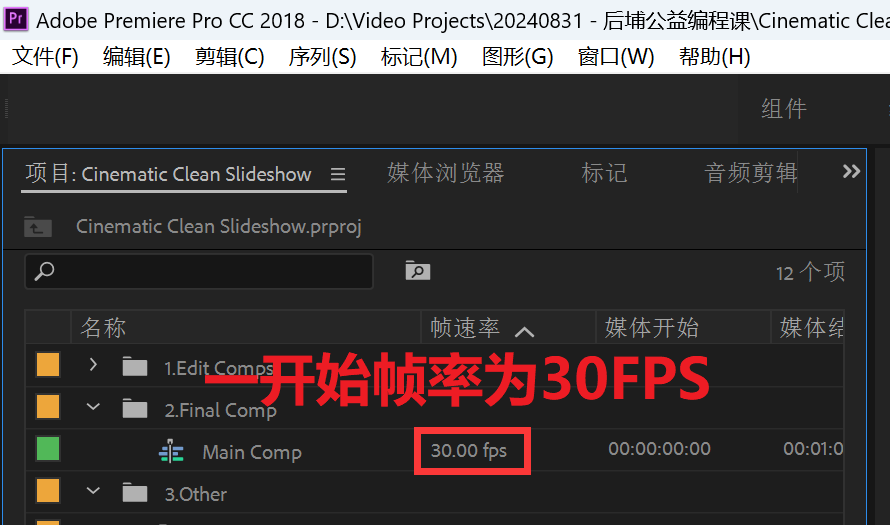 Adobe Premiere Pro CC 2018 - D:\Video Projects\20240831 - 后埔公益编程课\Cinematic Clea
文件(F) 编辑(E) 剪辑(C) 序列(S) 标记(M) 图形(G) 窗口(W) 帮助(H)
组件
项目: Cinematic Clean Slideshow 媒体浏览器 标记 音频剪辑
Cinematic Clean Slideshow.prproj
12 个项
名称 帧速率 媒体开始 媒体结
1.Edit Comps
一开始帧率为30FPS
2.Final Comp
Main Comp 30.00 fps 00:00:00:00 00:01:0
3.Other